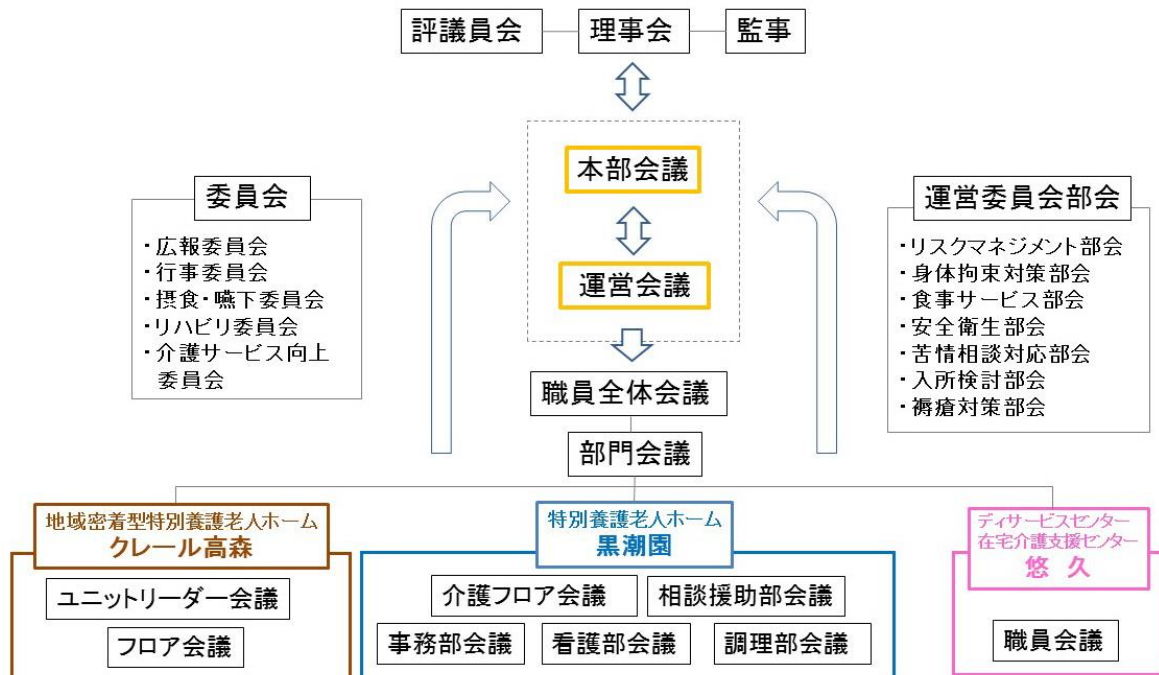 評議員会
理事会
監事
本部会議
運営会議
委員会
・広報委員会
・行事委員会
・摂食・嚥下委員会
・リハビリ委員会
・介護サービス向上
委員会
運営委員会部会
・リスクマネジメント部会
・身体拘束対策部会
・食事サービス部会
・安全衛生部会
・苦情相談対応部会
・入所検討部会
・褥瘡対策部会
職員全体会議
部門会議
地域密着型特別養護老人ホーム
クレール高森
ユニットリーダー会議
フロア会議
特別養護老人ホーム
黒潮園
介護フロア会議
相談援助部会議
事務部会議
看護部会議
調理部会議
ディサービスセンター
在宅介護支援センター
悠久
職員会議